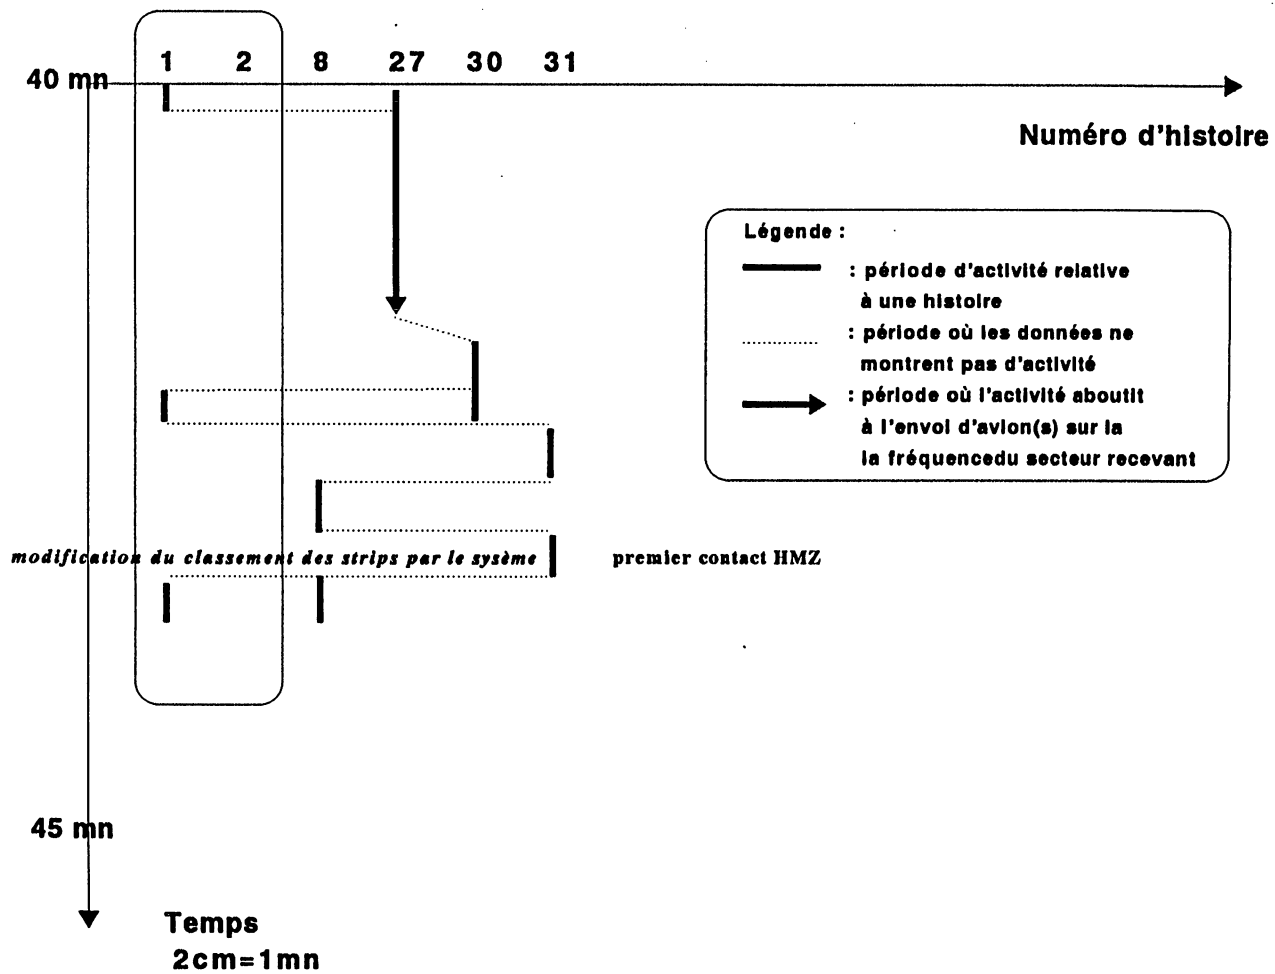 1 2 8 27 30 31
40 mn
Numéro d'histoire
Légende :
: période d'activité relative
à une histoire
: période où les données ne
montrent pas d'activité
: période où l'activité aboutit
à l'envoi d'avion(s) sur la
la fréquencedu secteur recevant
modification du classement des strips par le sysème premier contact HMZ
45 mn
Temps
2cm=1mn